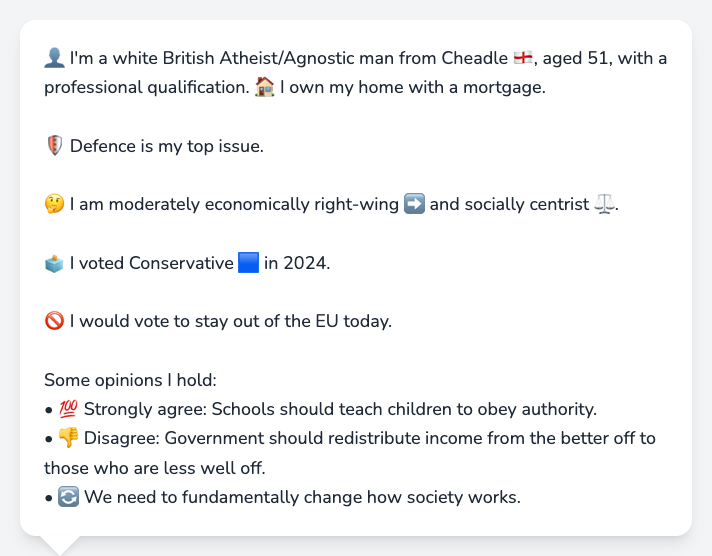 👤 I'm a white British Atheist/Agnostic man from Cheadle 🏴󠁧󠁢󠁥󠁮󠁧󠁿, aged 51, with a
professional qualification. 🏠 I own my home with a mortgage.
🛡️ Defence is my top issue.
🤔 I am moderately economically right-wing ➡️ and socially centrist ⚖️.
🗳️ I voted Conservative 🟦 in 2024.
🚫 I would vote to stay out of the EU today.
Some opinions I hold:
• 💯 Strongly agree: Schools should teach children to obey authority.
• 👎 Disagree: Government should redistribute income from the better off to
those who are less well off.
• 🔄 We need to fundamentally change how society works.